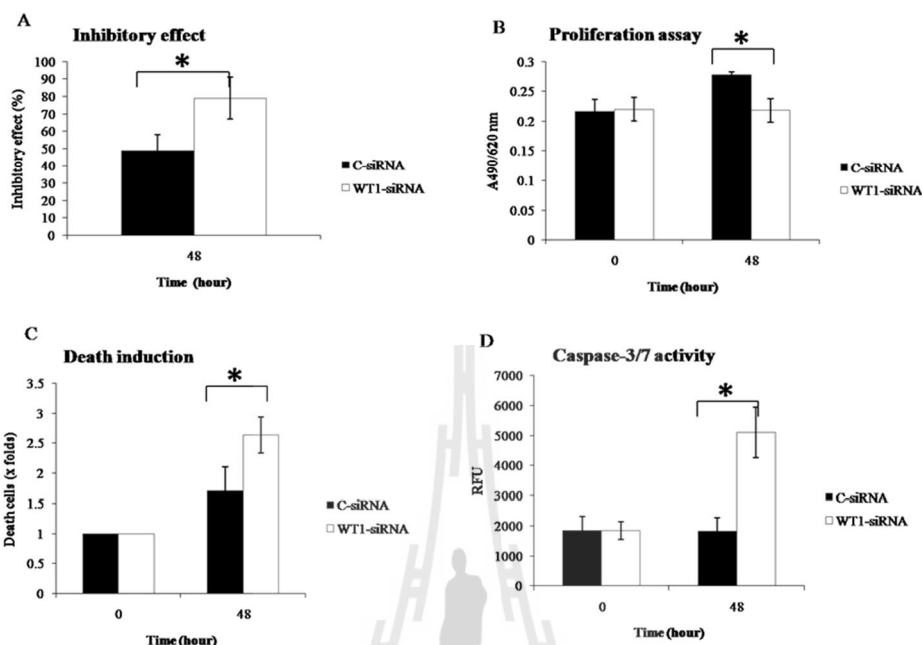 A
Inhibitory effect
*
100
90
80
70
60
50
40
30
20
10
0
Inhibitory effect (%)
48
Time (hour)
C-siRNA
WT1-siRNA
B
Proliferation assay
*
0.3
0.25
0.2
0.15
0.1
0.05
0
A490/620 nm
0 48
Time (hour)
C-siRNA
WT1-siRNA
C
Death induction
*
3.5
3
2.5
2
1.5
1
0.5
0
Death cells (x folds)
0 48
Time (hour)
C-siRNA
WT1-siRNA
D
Caspase-3/7 activity
*
7000
6000
5000
4000
3000
2000
1000
0
RFU
0 48
Time (hour)
C-siRNA
WT1-siRNA